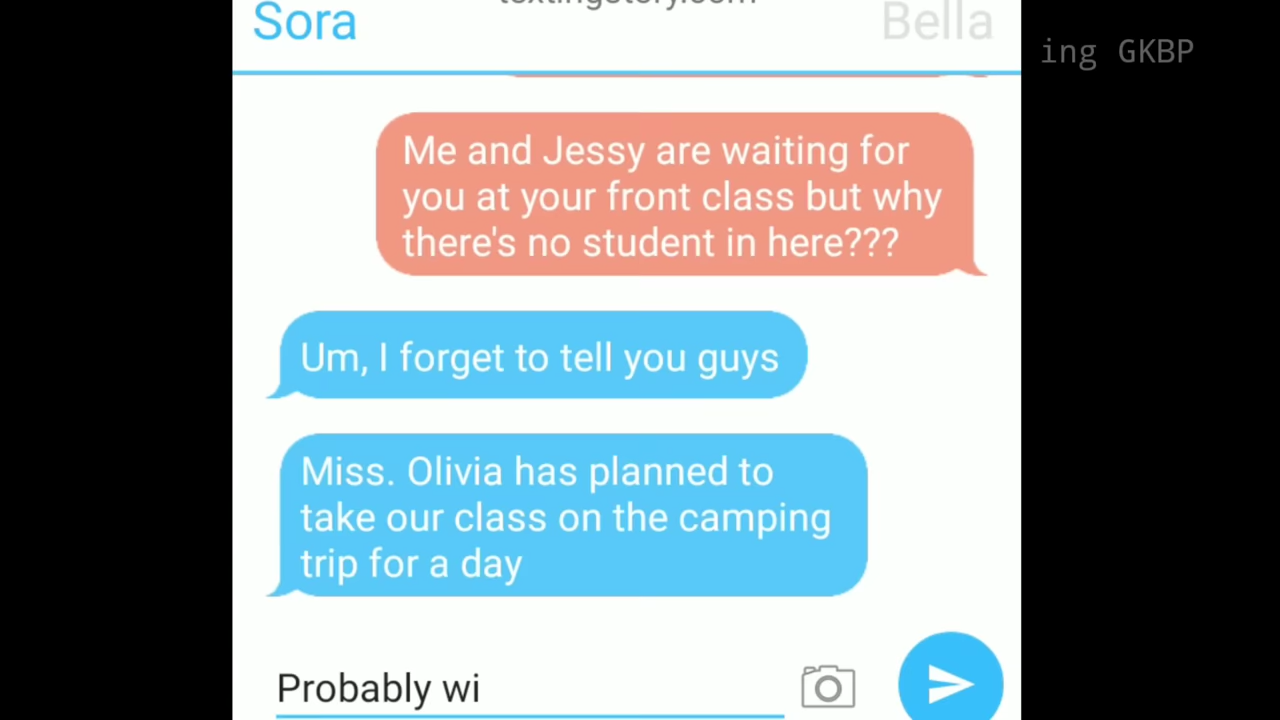 textingstory.com
Sora
Bella
ing GKBP
Me and Jessy are waiting for
you at your front class but why
there's no student in here???
Um, I forget to tell you guys
Miss. Olivia has planned to
take our class on the camping
trip for a day
Probably wi